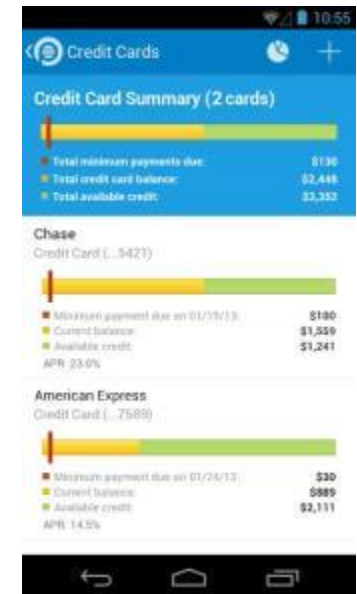 10:55
Credit Cards
Credit Card Summary (2 cards)
Total minimum payments due: $130
Total credit card balance: $2,448
Total available credit: $3,352
Chase
Credit Card (...5421)
Minimum payment due on 01/19/13: $100
Current balance: $1,559
Available credit: $1,241
APR: 23.0%
American Express
Credit Card (...7589)
Minimum payment due on 01/24/13: $30
Current balance: $889
Available credit: $2,111
APR: 14.5%